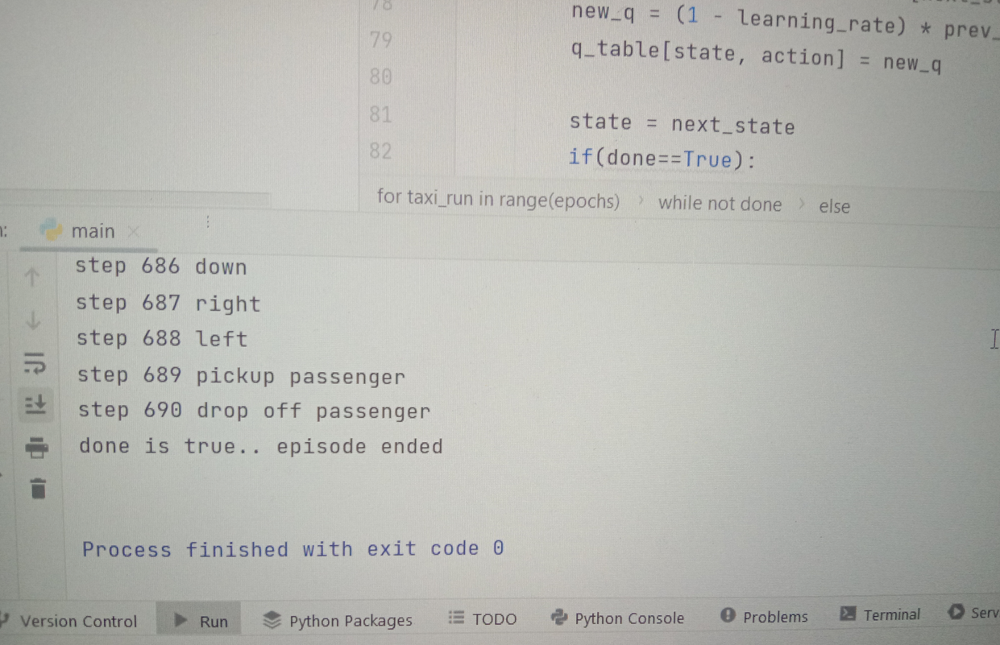 78
new_q = (1 - learning_rate) * prev_
79
q_table[state, action] = new_q
80
81
state = next_state
82
if(done==True):
for taxi_run in range(epochs) › while not done › else
main
step 686 down
step 687 right
step 688 left
step 689 pickup passenger
step 690 drop off passenger
done is true.. episode ended
Process finished with exit code 0
Version Control Run Python Packages TODO Python Console Problems Terminal Serv